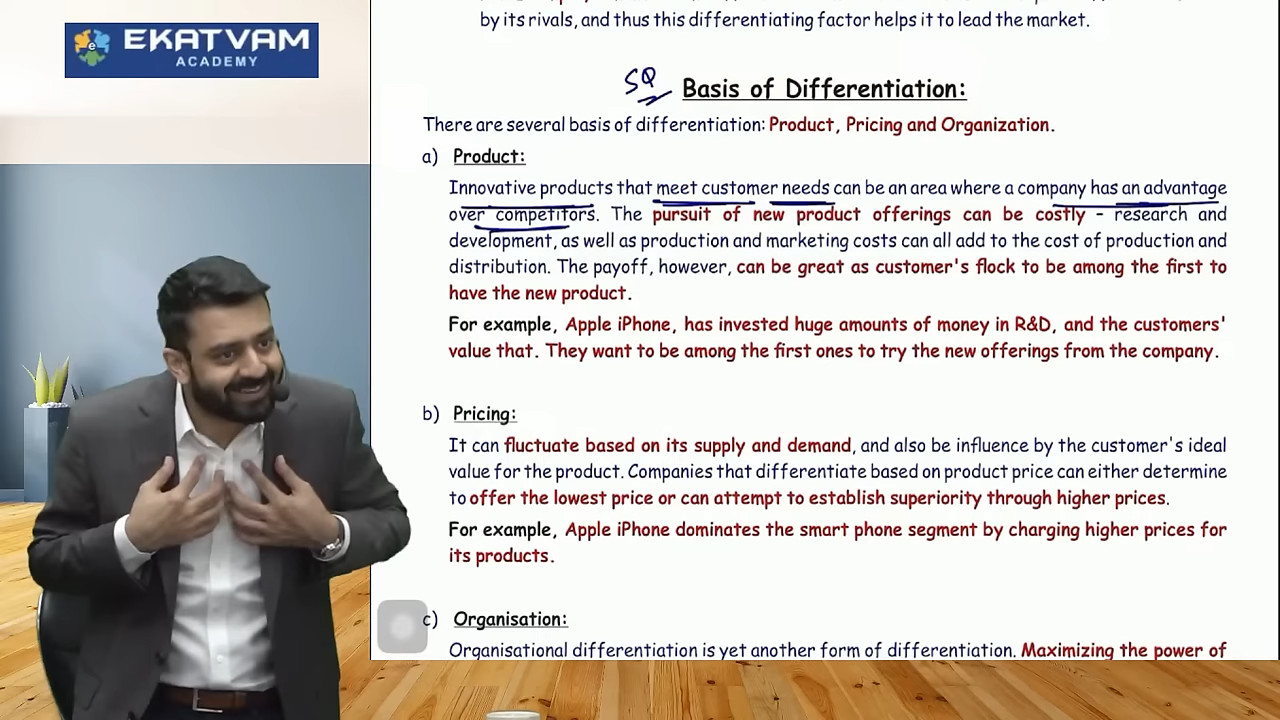 EKATVAM
ACADEMY
by its rivals, and thus this differentiating factor helps it to lead the market.
SQ
Basis of Differentiation:
There are several basis of differentiation: Product, Pricing and Organization.
a) Product:
Innovative products that meet customer needs can be an area where a company has an advantage
over competitors. The pursuit of new product offerings can be costly – research and
development, as well as production and marketing costs can all add to the cost of production and
distribution. The payoff, however, can be great as customer's flock to be among the first to
have the new product.
For example, Apple iPhone, has invested huge amounts of money in R&D, and the customers'
value that. They want to be among the first ones to try the new offerings from the company.
b) Pricing:
It can fluctuate based on its supply and demand, and also be influence by the customer's ideal
value for the product. Companies that differentiate based on product price can either determine
to offer the lowest price or can attempt to establish superiority through higher prices.
For example, Apple iPhone dominates the smart phone segment by charging higher prices for
its products.
c) Organisation:
Organisational differentiation is yet another form of differentiation. Maximizing the power of